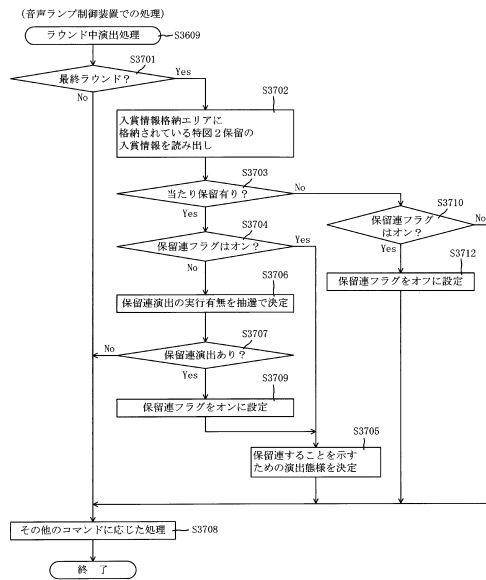 (音声ランプ制御装置での処理)
ラウンド中演出処理
S3609
S3701
最終ラウンド？
Yes
No
S3702
入賞情報格納エリアに
格納されている特図２保留の
入賞情報を読み出し
S3703
当たり保留有り？
No
Yes
S3710
保留連フラグ
はオン？
No
Yes
S3704
保留連フラグはオン？
Yes
No
S3712
保留連フラグをオフに設定
S3706
保留連演出の実行有無を抽選で決定
S3707
保留連演出あり？
No
Yes
S3709
保留連フラグをオンに設定
S3705
保留連することを示す
ための演出態様を決定
その他のコマンドに応じた処理
S3708
終 了